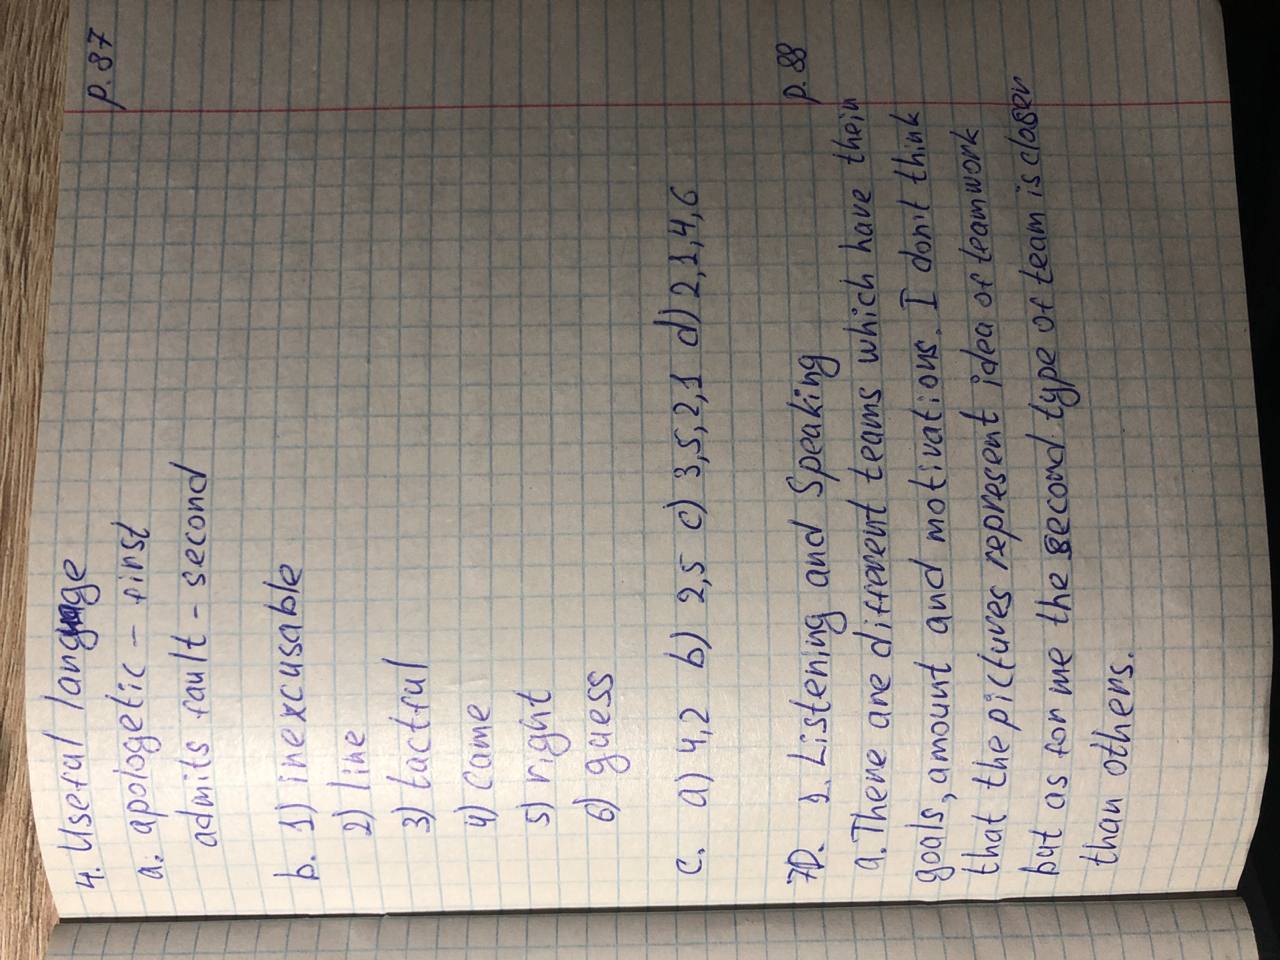 p. 87
4. Useful language
a. apologetic - first
admits fault - second
b. 1) inexcusable
2) line
3) tactful
4) came
5) right
6) guess
c. a) 4,2 b) 2,5 c) 3,5,2,1 d) 2,1,4,6
p. 88
7D. 1. Listening and Speaking
a. There are different teams which have their
goals, amount and motivations. I don't think
that the pictures represent idea of teamwork
but as for me the second type of team is closer
than others.